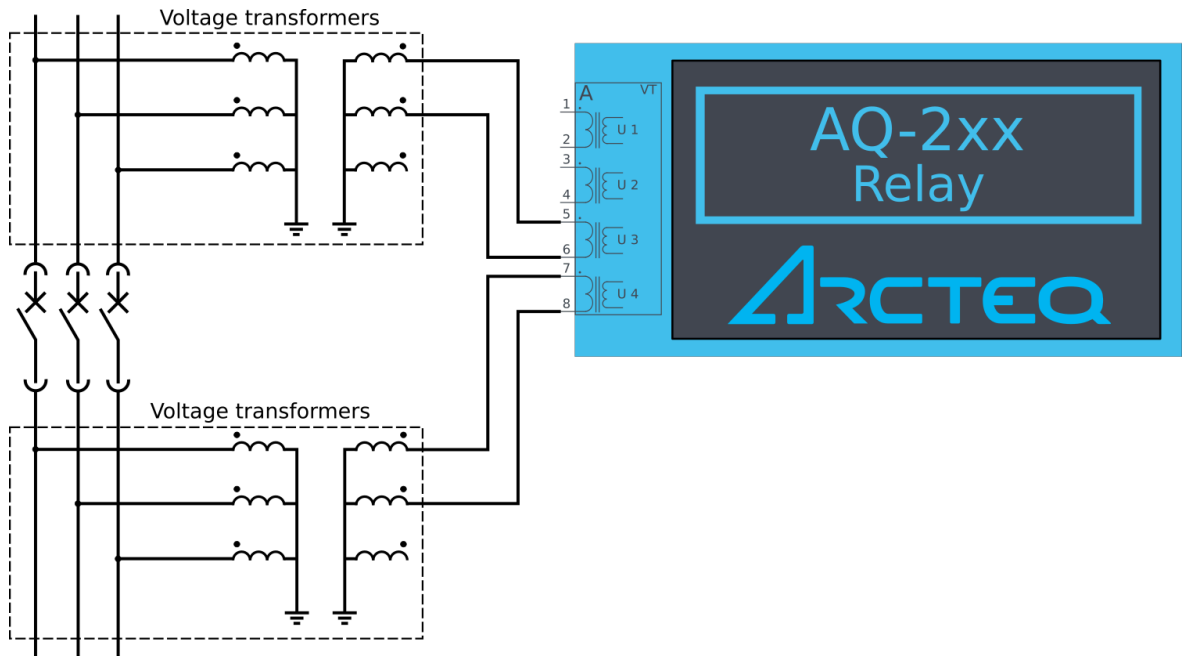 Voltage transformers
A
VT
1
U 1
2
3
U 2
4
5
U 3
6
7
U 4
8
AQ-2xx
Relay
ARCTEQ
Voltage transformers